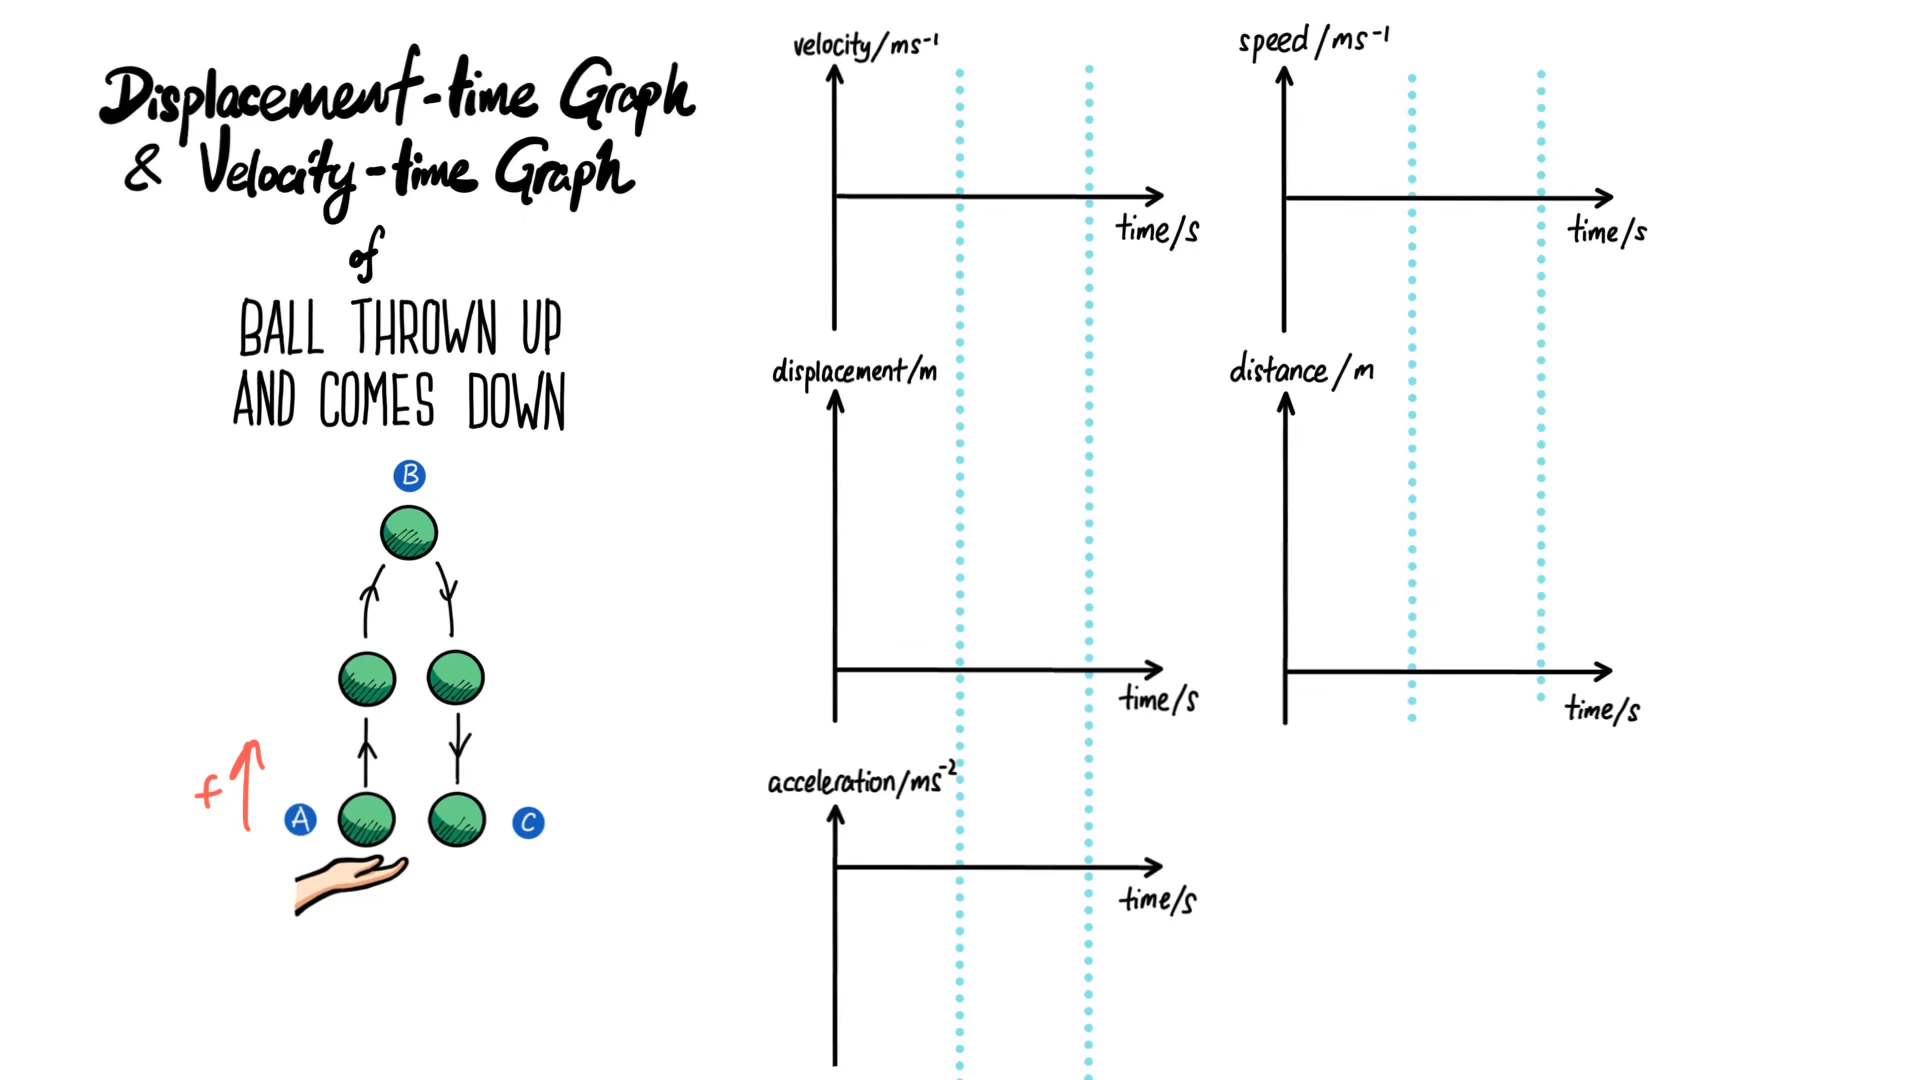 Displacement-time Graph
& Velocity-time Graph
of
BALL THROWN UP
AND COMES DOWN
B
+
A
C
velocity/ms⁻¹
time/s
displacement/m
time/s
acceleration/ms⁻²
time/s
speed/ms⁻¹
time/s
distance/m
time/s